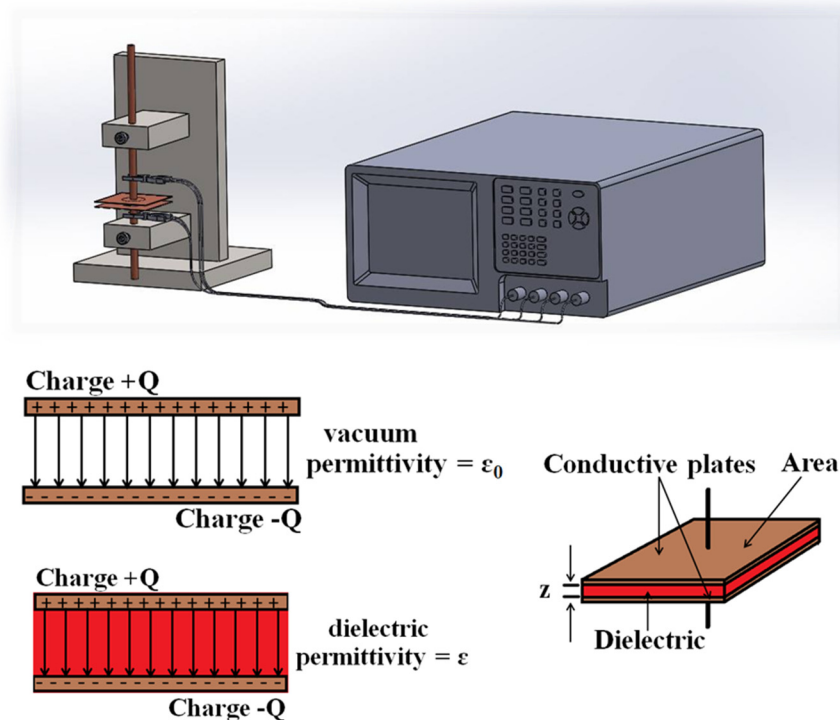 Charge +Q
+ + + + + + + + + + + + + +
vacuum
permittivity = ε₀
- - - - - - - - - - - - - -
Charge -Q
Conductive plates
Area
z
Dielectric
Charge +Q
+ + + + + + + + + + + + + +
dielectric
permittivity = ε
- - - - - - - - - - - - - -
Charge -Q